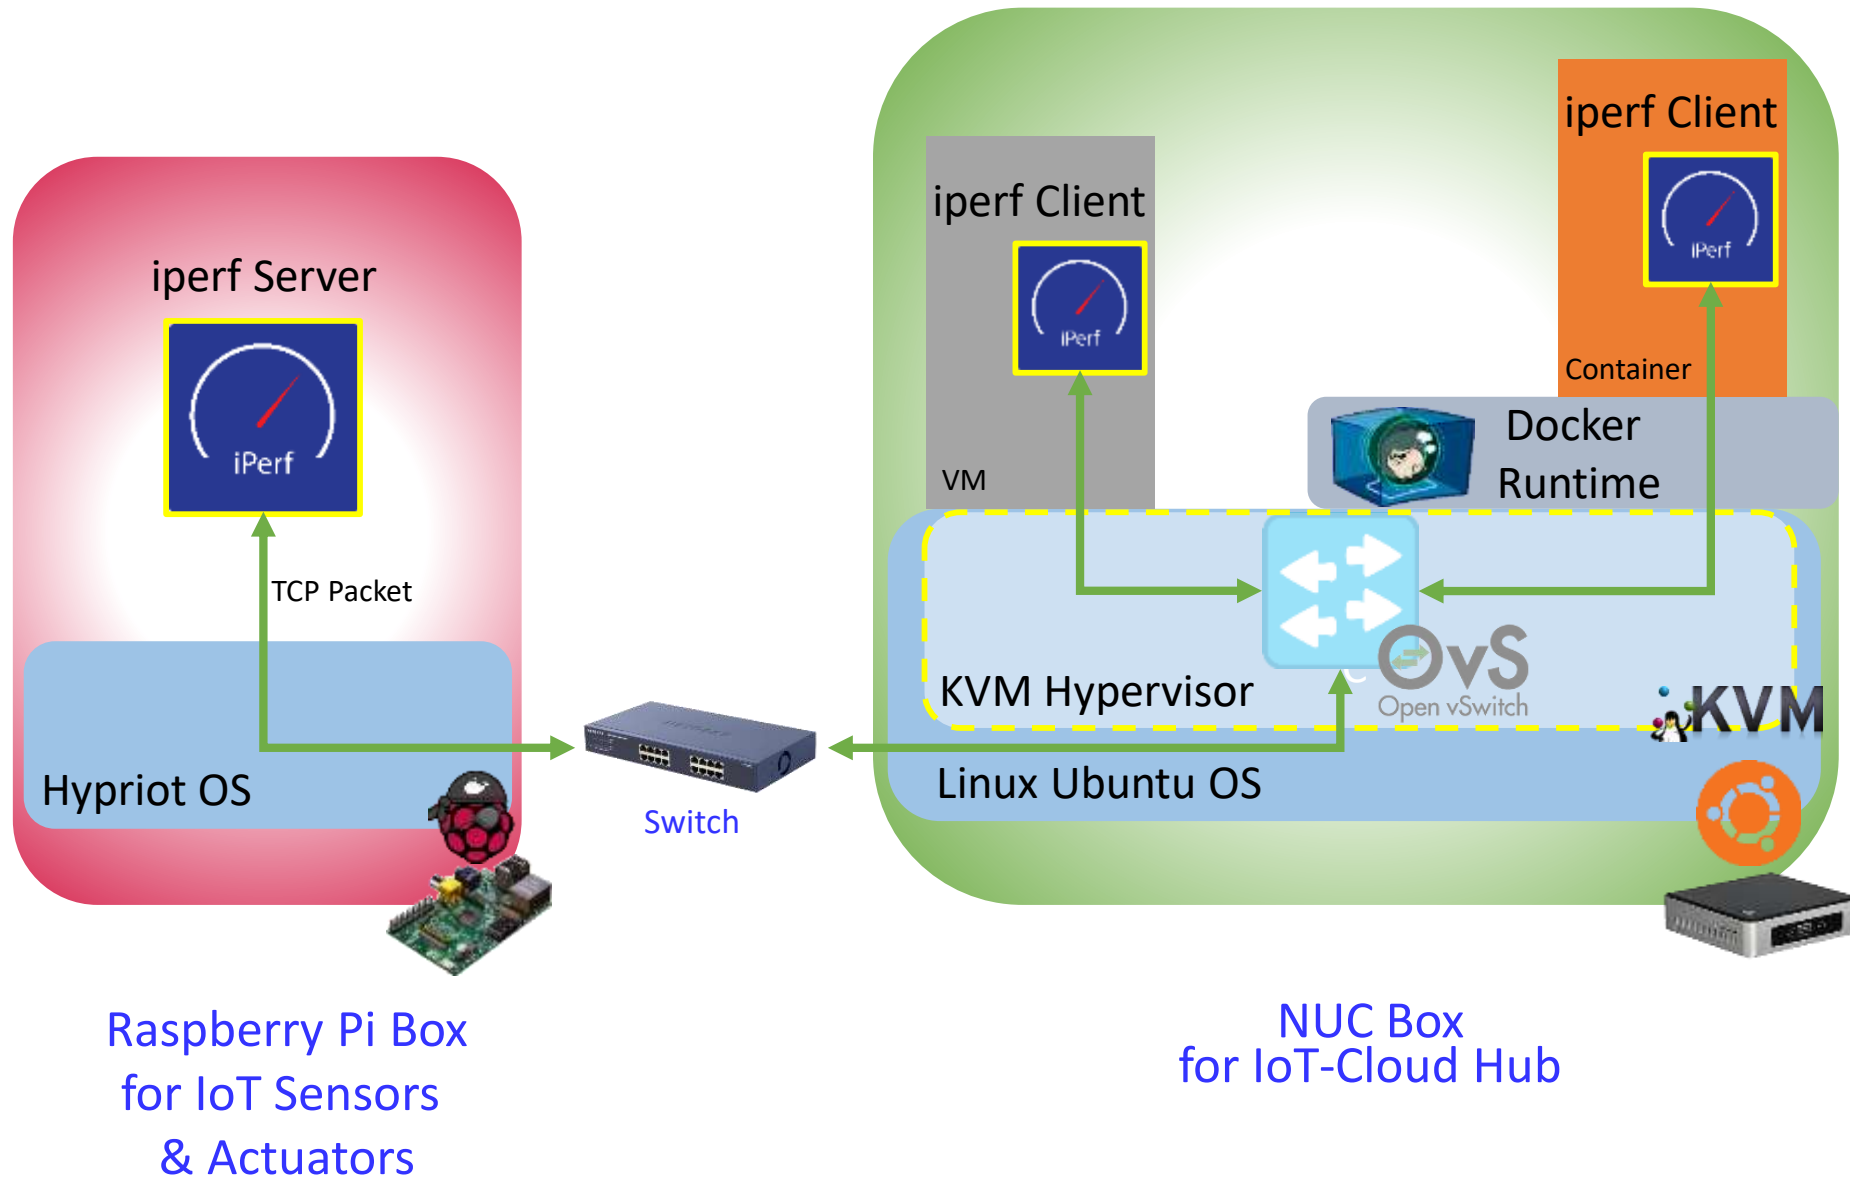 iperf Server
iPerf
TCP Packet
Hypriot OS
Raspberry Pi Box
for IoT Sensors
& Actuators
Switch
iperf Client
iPerf
VM
iperf Client
iPerf
Container
Docker
Runtime
C
OvS
Open vSwitch
KVM Hypervisor
KVM
Linux Ubuntu OS
NUC Box
for IoT-Cloud Hub